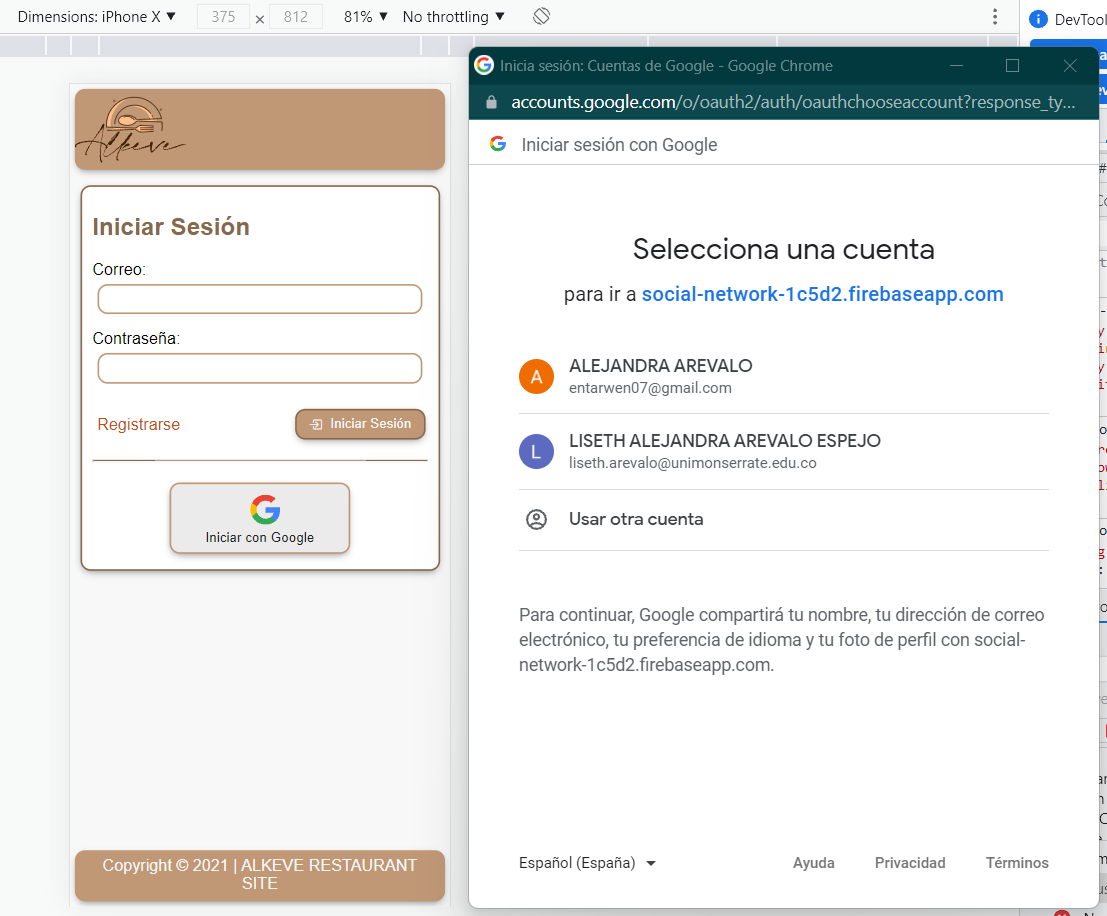 Dimensions: iPhone X ▼ 375 × 812 81% ▼ No throttling ▼
DevTool
Alkeve
Iniciar Sesión
Correo:
Contraseña:
Registrarse
Iniciar Sesión
Iniciar con Google
Copyright © 2021 | ALKEVE RESTAURANT
SITE
Inicia sesión: Cuentas de Google - Google Chrome
accounts.google.com/o/oauth2/auth/oauthchooseaccount?response_ty...
Iniciar sesión con Google
Selecciona una cuenta
para ir a social-network-1c5d2.firebaseapp.com
A
ALEJANDRA AREVALO
entarwen07@gmail.com
L
LISETH ALEJANDRA AREVALO ESPEJO
liseth.arevalo@unimonserrate.edu.co
Usar otra cuenta
Para continuar, Google compartirá tu nombre, tu dirección de correo
electrónico, tu preferencia de idioma y tu foto de perfil con social-
network-1c5d2.firebaseapp.com.
Español (España)
Ayuda Privacidad Términos